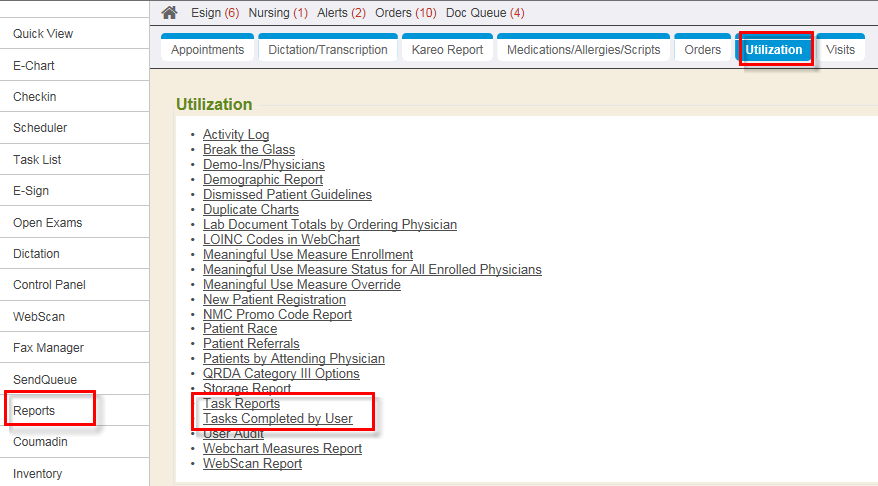 Quick View
E-Chart
Checkin
Scheduler
Task List
E-Sign
Open Exams
Dictation
Control Panel
WebScan
Fax Manager
SendQueue
Reports
Coumadin
Inventory
Esign (6) Nursing (1) Alerts (2) Orders (10) Doc Queue (4)
Appointments Dictation/Transcription Kareo Report Medications/Allergies/Scripts Orders Utilization Visits
Utilization
• Activity Log
• Break the Glass
• Demo-Ins/Physicians
• Demographic Report
• Dismissed Patient Guidelines
• Duplicate Charts
• Lab Document Totals by Ordering Physician
• LOINC Codes in WebChart
• Meaningful Use Measure Enrollment
• Meaningful Use Measure Status for All Enrolled Physicians
• Meaningful Use Measure Override
• New Patient Registration
• NMC Promo Code Report
• Patient Race
• Patient Referrals
• Patients by Attending Physician
• QRDA Category III Options
• Storage Report
• Task Reports
• Tasks Completed by User
• User Audit
• Webchart Measures Report
• WebScan Report